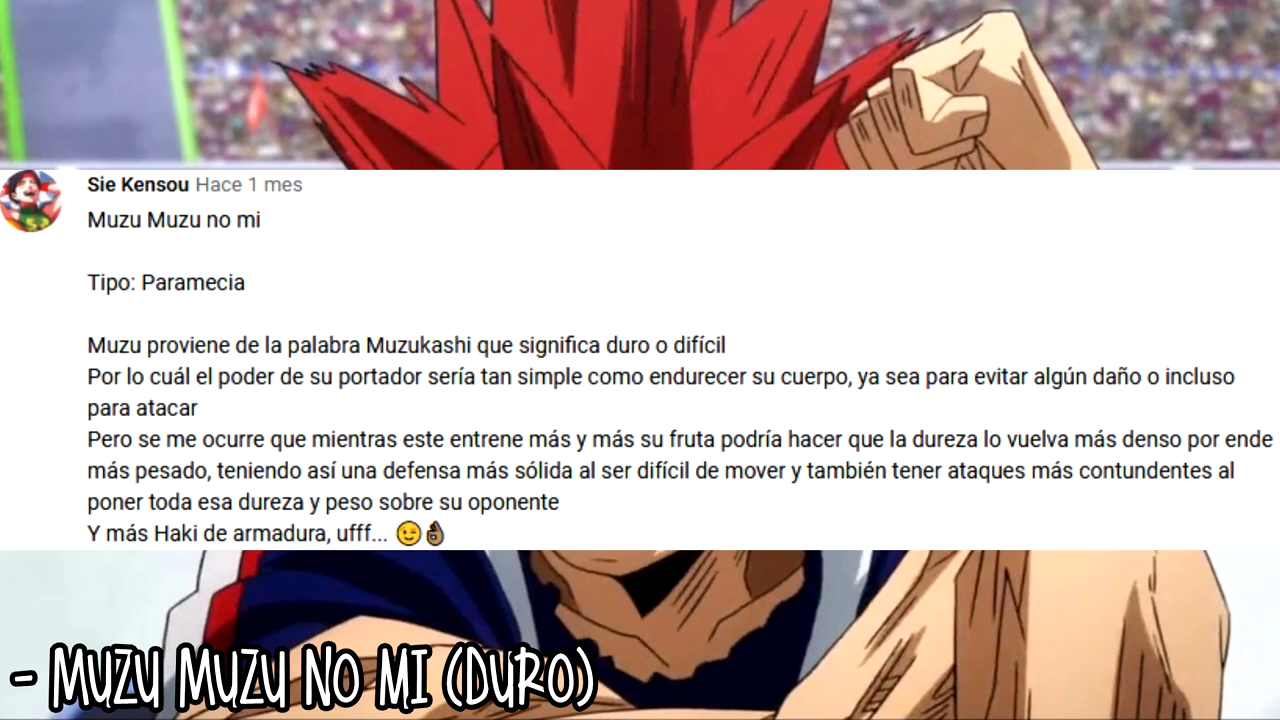 Sie Kensou Hace 1 mes
Muzu Muzu no mi
Tipo: Paramecia
Muzu proviene de la palabra Muzukashi que significa duro o difícil
Por lo cuál el poder de su portador sería tan simple como endurecer su cuerpo, ya sea para evitar algún daño o incluso
para atacar
Pero se me ocurre que mientras este entrene más y más su fruta podría hacer que la dureza lo vuelva más denso por ende
más pesado, teniendo así una defensa más sólida al ser difícil de mover y también tener ataques más contundentes al
poner toda esa dureza y peso sobre su oponente
Y más Haki de armadura, ufff... 😉👌🏾
- MUZU MUZU NO MI (DURO)